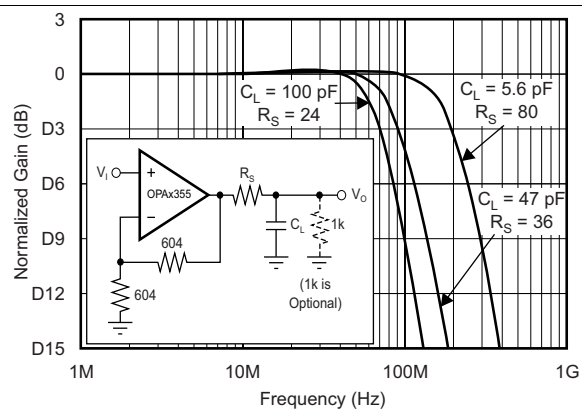 3
0
D3
D6
D9
D12
D15
Normalized Gain (dB)
C_L = 100 pF
R_S = 24
C_L = 5.6 pF
R_S = 80
C_L = 47 pF
R_S = 36
V_I
+
OPAx355
−
R_S
V_O
C_L
1k
604
604
(1k is
Optional)
1M
10M
100M
1G
Frequency (Hz)